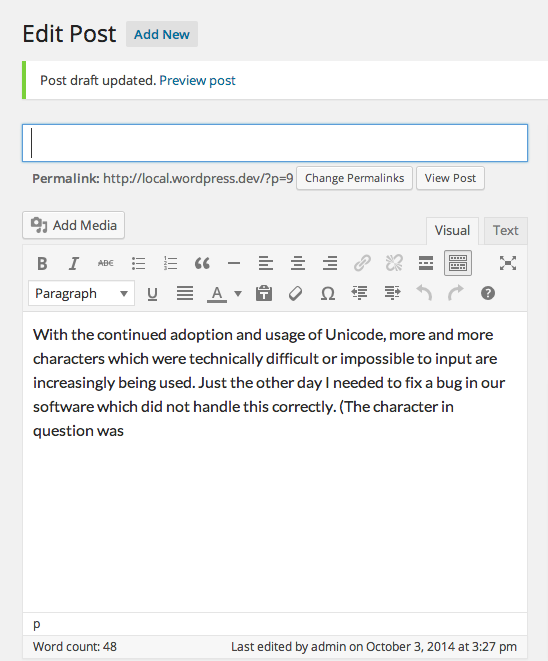 Edit Post Add New
Post draft updated. Preview post
Permalink: http://local.wordpress.dev/?p=9 Change Permalinks View Post
Add Media Visual Text
B I ABC
Paragraph U A Ω ?
With the continued adoption and usage of Unicode, more and more
characters which were technically difficult or impossible to input are
increasingly being used. Just the other day I needed to fix a bug in our
software which did not handle this correctly. (The character in
question was
p
Word count: 48 Last edited by admin on October 3, 2014 at 3:27 pm